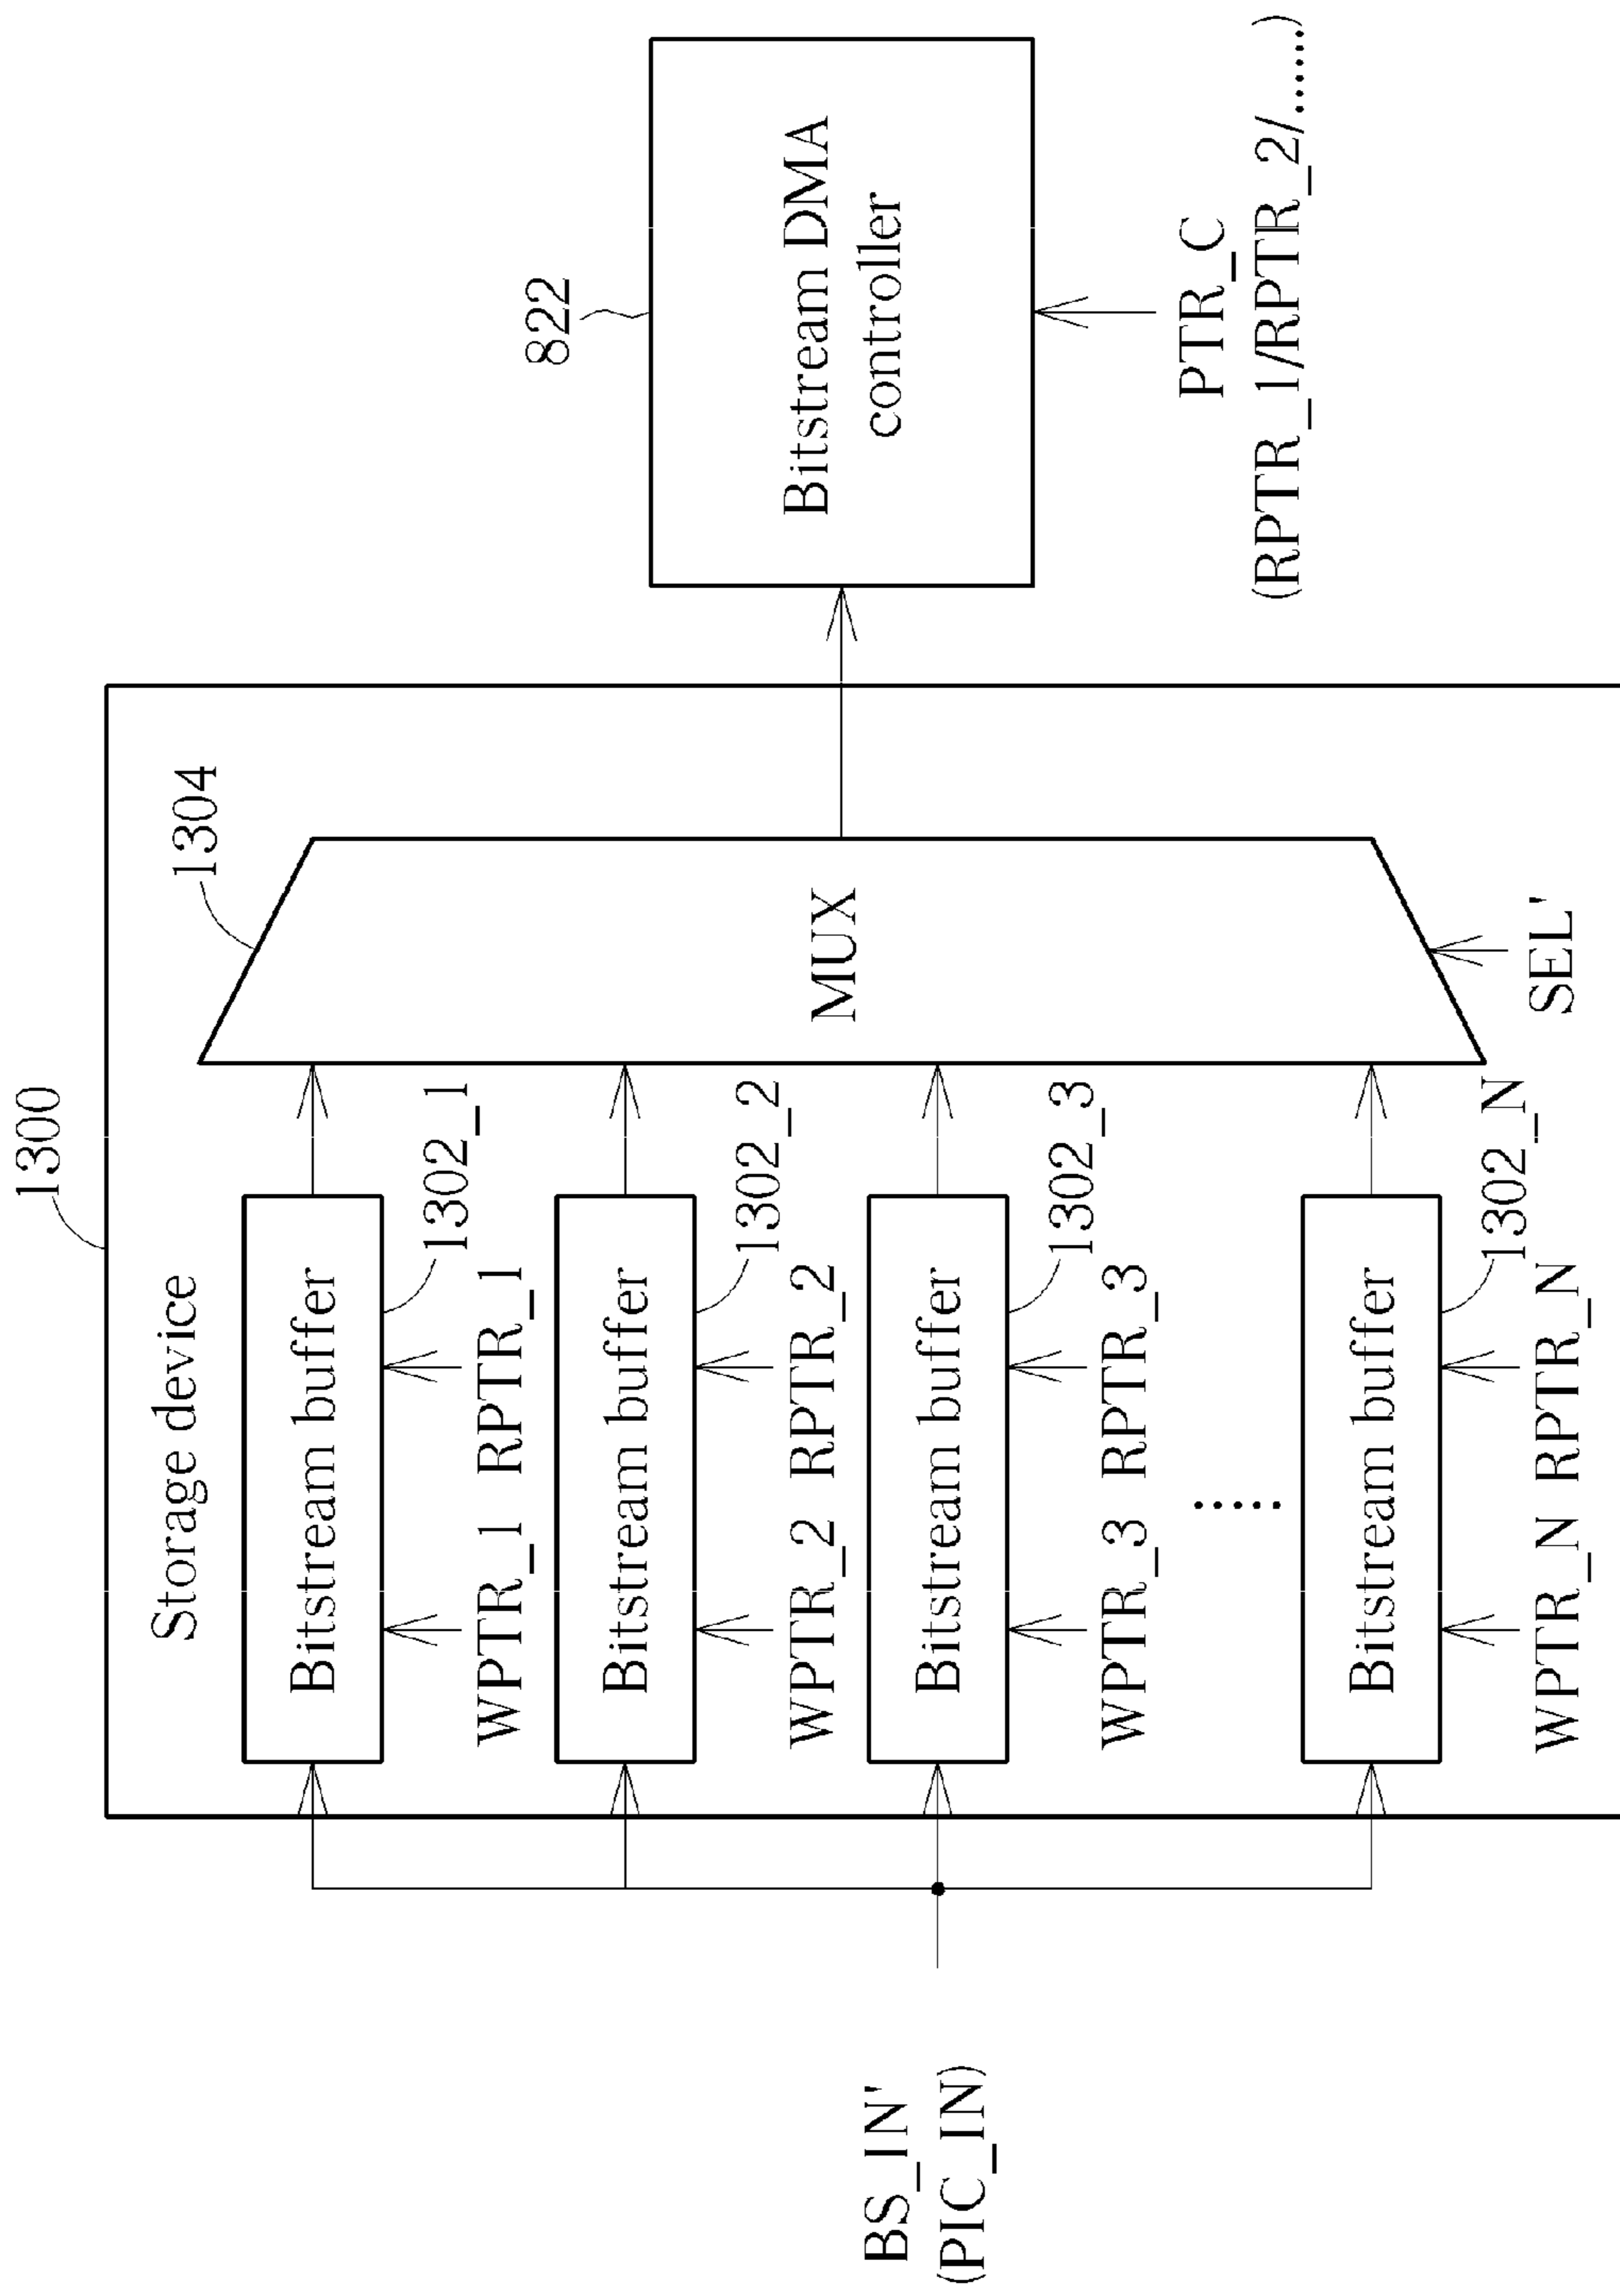 1300
Storage device
1304
Bitstream buffer
1302_1
WPTR_1 RPTR_1
822
Bitstream buffer
1302_2
WPTR_2 RPTR_2
Bitstream DMA
controller
MUX
BS_IN'
(PIC_IN)
Bitstream buffer
1302_3
WPTR_3 RPTR_3
PTR_C
(RPTR_1/RPTR_2/......)
Bitstream buffer
1302_N
WPTR_N RPTR_N
SEL'